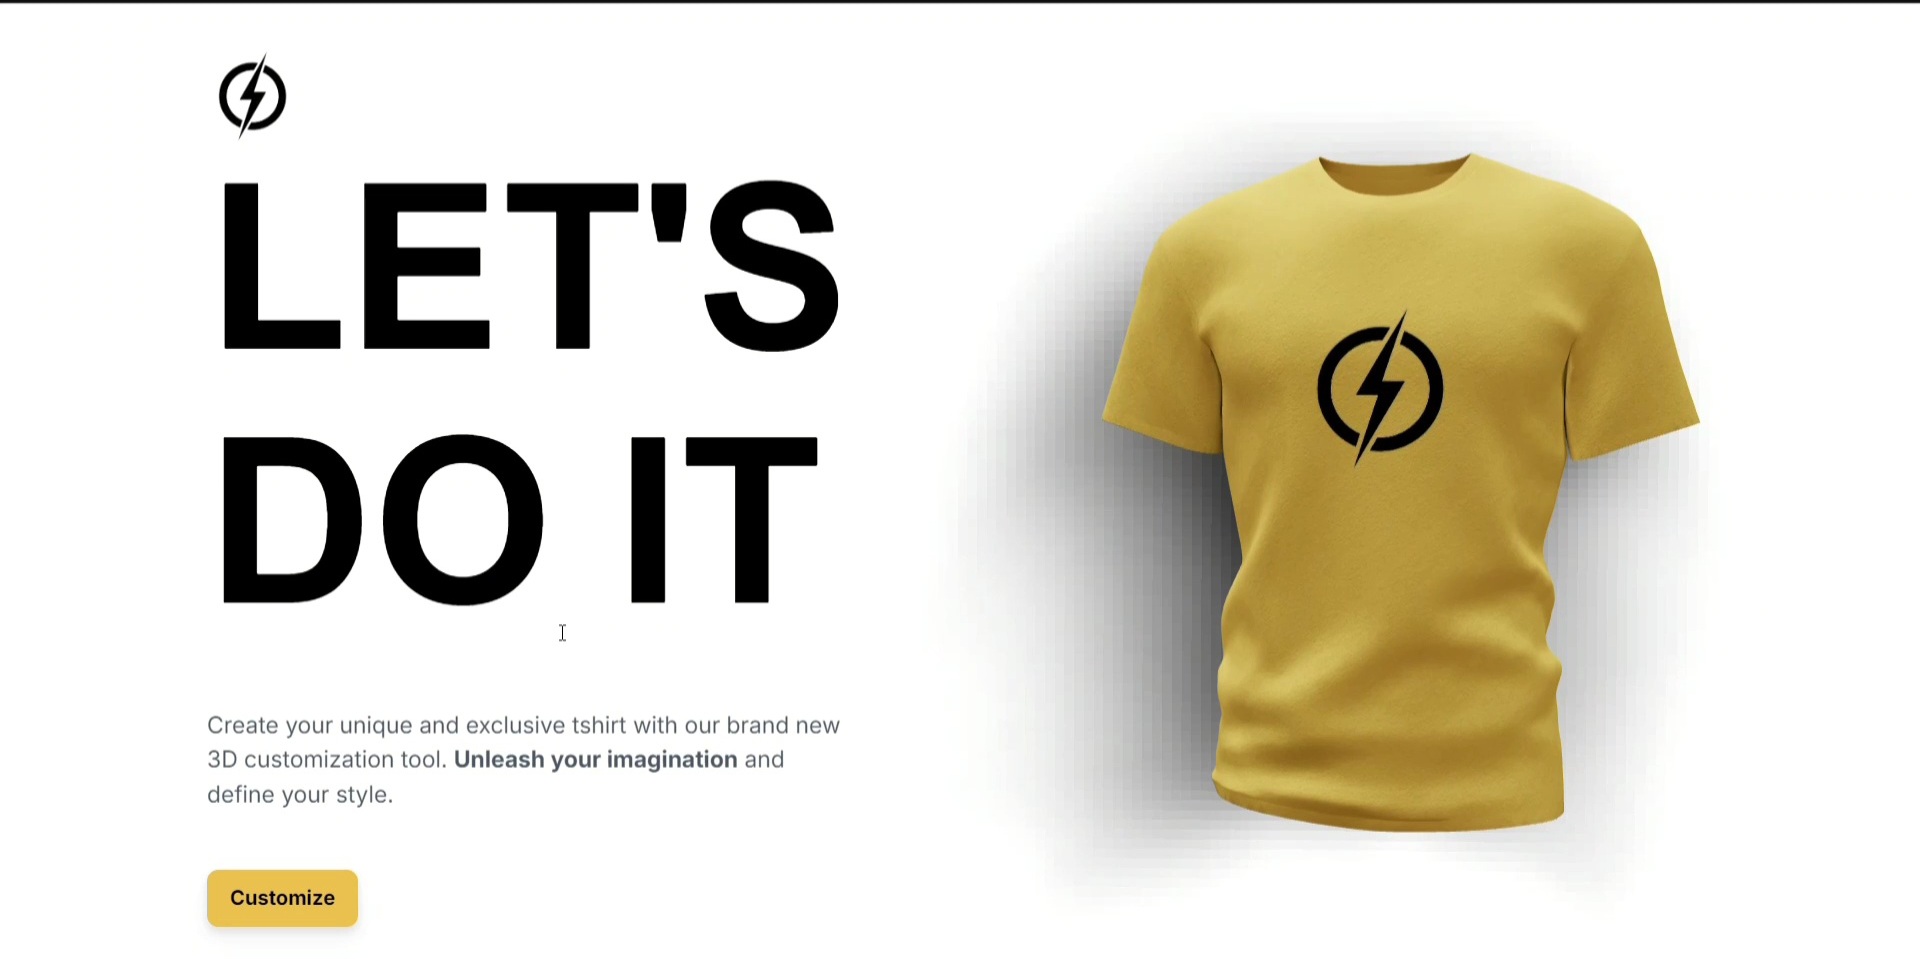 LET'S
DO IT
Create your unique and exclusive tshirt with our brand new
3D customization tool. Unleash your imagination and
define your style.
Customize